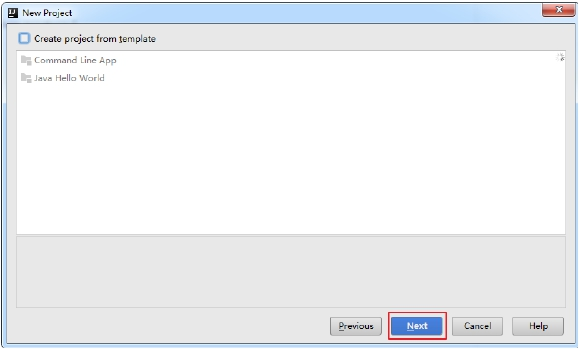 New Project
Create project from template
Command Line App
Java Hello World
Previous
Next
Cancel
Help